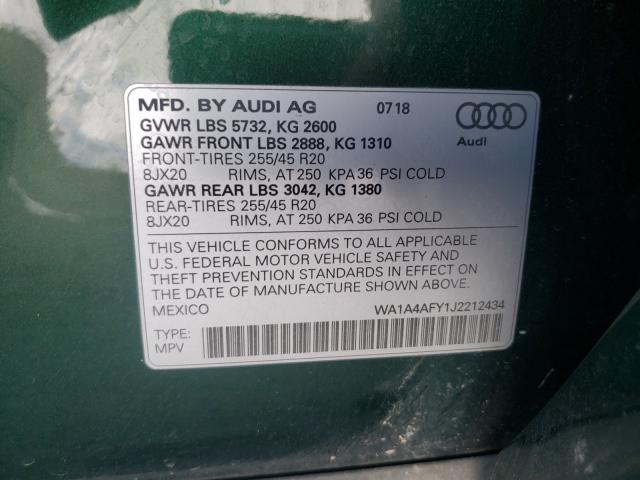 MFD. BY AUDI AG 07 18
GVWR LBS 5732, KG 2600
GAWR FRONT LBS 2888, KG 1310
FRONT-TIRES 255/45 R20
8JX20 RIMS, AT 250 KPA 36 PSI COLD
GAWR REAR LBS 3042, KG 1380
REAR-TIRES 255/45 R20
8JX20 RIMS, AT 250 KPA 36 PSI COLD
Audi
THIS VEHICLE CONFORMS TO ALL APPLICABLE
U.S. FEDERAL MOTOR VEHICLE SAFETY AND
THEFT PREVENTION STANDARDS IN EFFECT ON
THE DATE OF MANUFACTURE SHOWN ABOVE.
MEXICO WA1A4AFY1J2212434
TYPE:
MPV